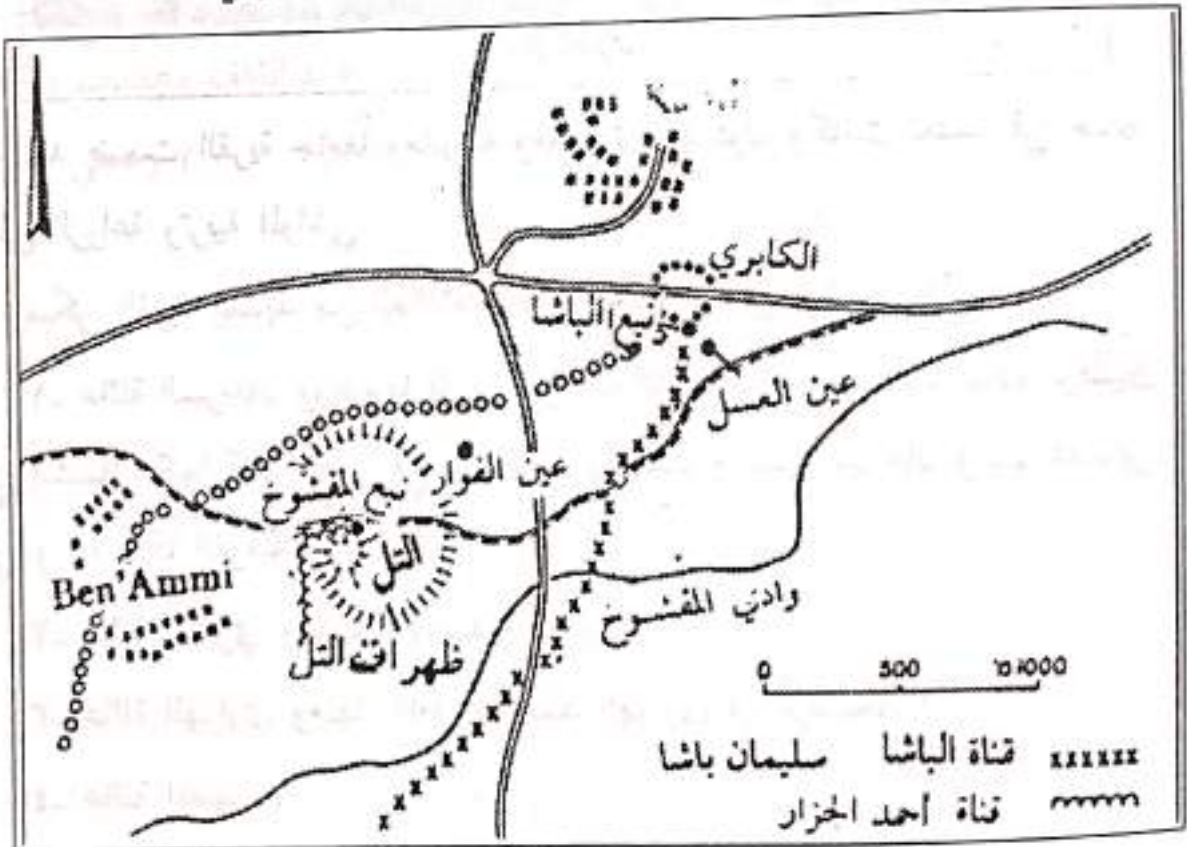 الكابري
نبع الباشا
عين العسل
عين الفوار
نبع المفشوخ
التل
Ben'Ammi
وادي المفشوخ
ظهر التل
0 500 1000
قناة الباشا سليمان باشا
قناة أحمد الجزار